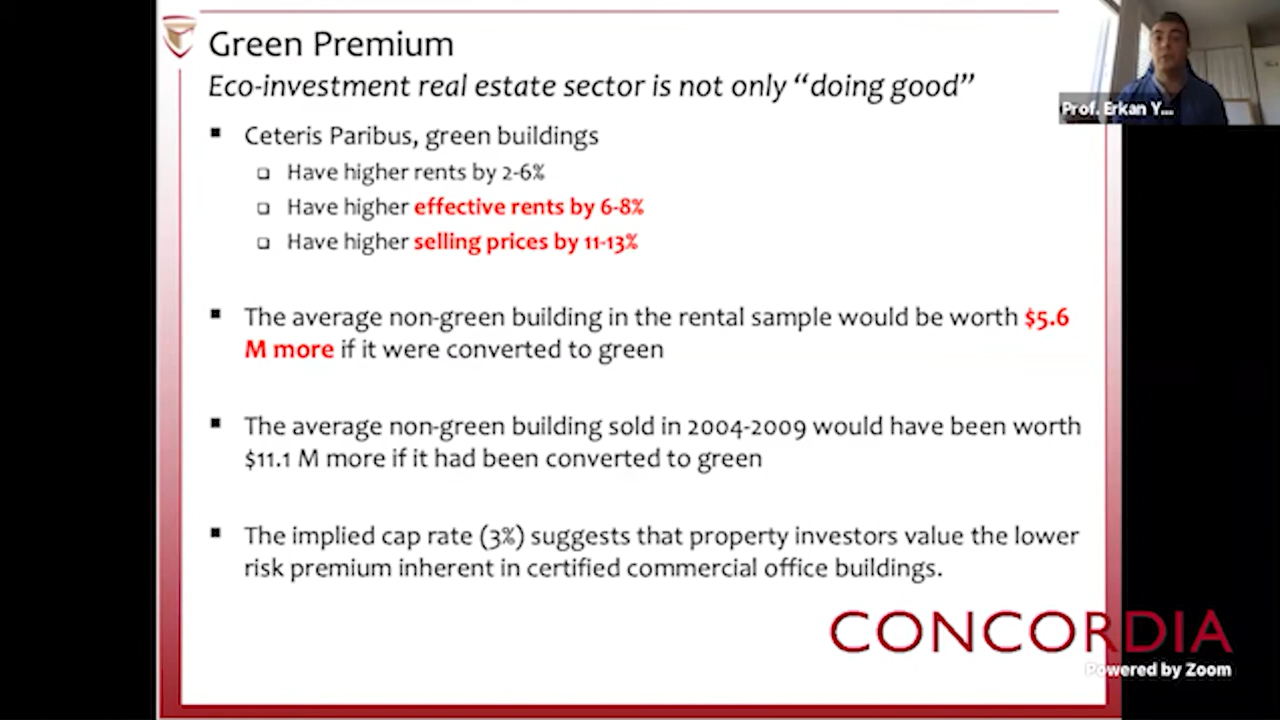 Green Premium
Eco-investment real estate sector is not only “doing good”
Prof. Erkan Y...
Ceteris Paribus, green buildings
Have higher rents by 2-6%
Have higher effective rents by 6-8%
Have higher selling prices by 11-13%
The average non-green building in the rental sample would be worth $5.6
M more if it were converted to green
The average non-green building sold in 2004-2009 would have been worth
$11.1 M more if it had been converted to green
The implied cap rate (3%) suggests that property investors value the lower
risk premium inherent in certified commercial office buildings.
CONCORDIA
Powered by Zoom